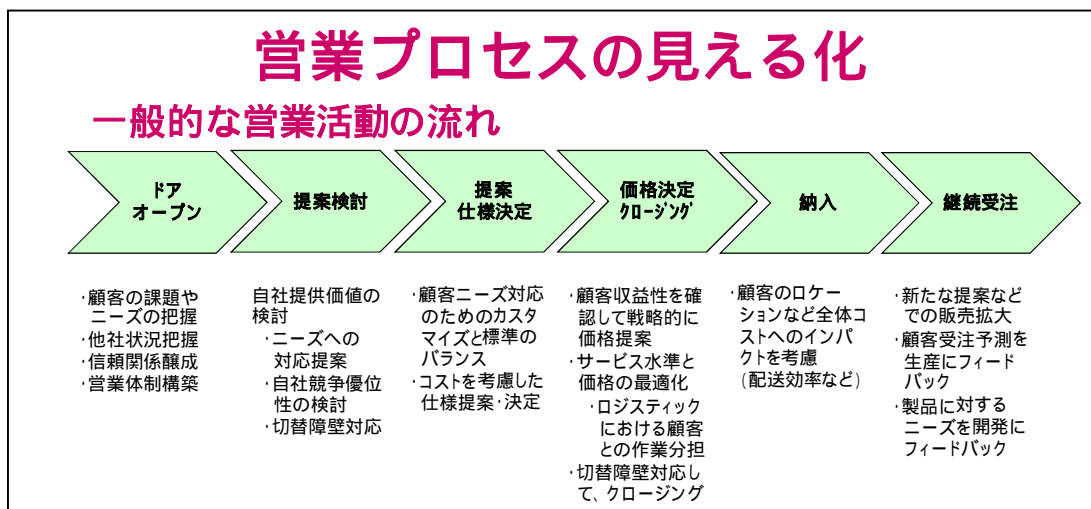 営業プロセスの見える化
一般的な営業活動の流れ
ドア
オープン
提案検討
提案
仕様決定
価格決定
ｸﾛｰｼﾞﾝｸﾞ
納入
継続受注
･顧客の課題や
ニーズの把握
･他社状況把握
･信頼関係醸成
･営業体制構築
自社提供価値の
検討
･ニーズへの
対応提案
･自社競争優位
性の検討
･切替障壁対応
･顧客ニーズ対応
のためのカスタ
マイズと標準の
バランス
･コストを考慮した
仕様提案･決定
･顧客収益性を確
認して戦略的に
価格提案
･サービス水準と
価格の最適化
･ロジスティック
における顧客
との作業分担
･切替障壁対応し
て、クロージング
･顧客のロケー
ションなど全体コ
ストへのインパ
クトを考慮
(配送効率など)
･新たな提案など
での販売拡大
･顧客受注予測を
生産にフィード
バック
･製品に対する
ニーズを開発に
フィードバック